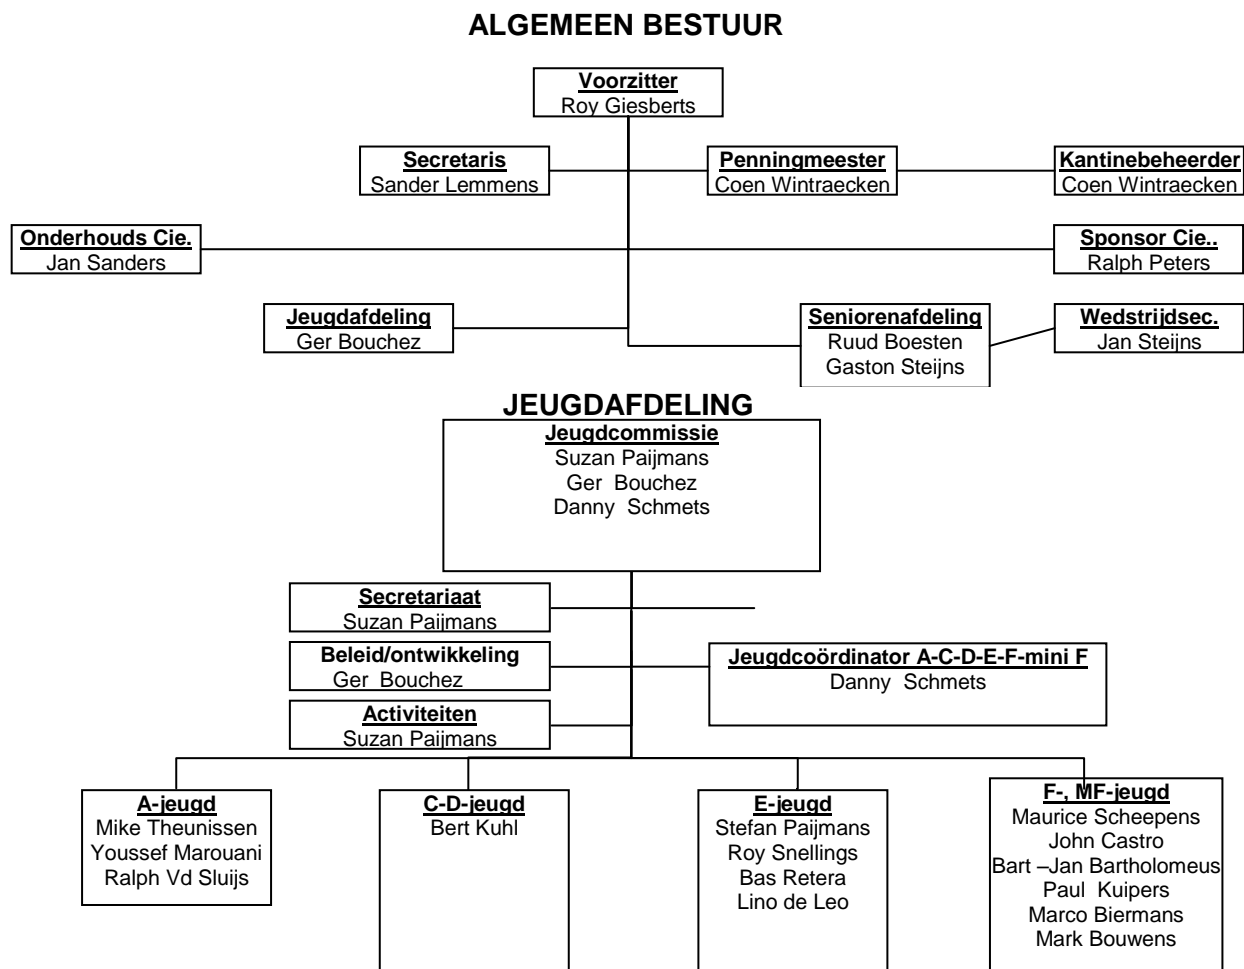 ALGEMEEN BESTUUR
Voorzitter
Roy Giesberts
Secretaris
Sander Lemmens
Penningmeester
Coen Wintraecken
Kantinebeheerder
Coen Wintraecken
Onderhouds Cie.
Jan Sanders
Sponsor Cie..
Ralph Peters
Jeugdafdeling
Ger Bouchez
Seniorenafdeling
Ruud Boesten
Gaston Steijns
Wedstrijdsec.
Jan Steijns
JEUGDAFDELING
Jeugdcommissie
Suzan Paijmans
Ger Bouchez
Danny Schmets
Secretariaat
Suzan Paijmans
Beleid/ontwikkeling
Ger Bouchez
Jeugdcoördinator A-C-D-E-F-mini F
Danny Schmets
Activiteiten
Suzan Paijmans
A-jeugd
Mike Theunissen
Youssef Marouani
Ralph Vd Sluijs
C-D-jeugd
Bert Kuhl
E-jeugd
Stefan Paijmans
Roy Snellings
Bas Retera
Lino de Leo
F-, MF-jeugd
Maurice Scheepens
John Castro
Bart –Jan Bartholomeus
Paul Kuipers
Marco Biermans
Mark Bouwens